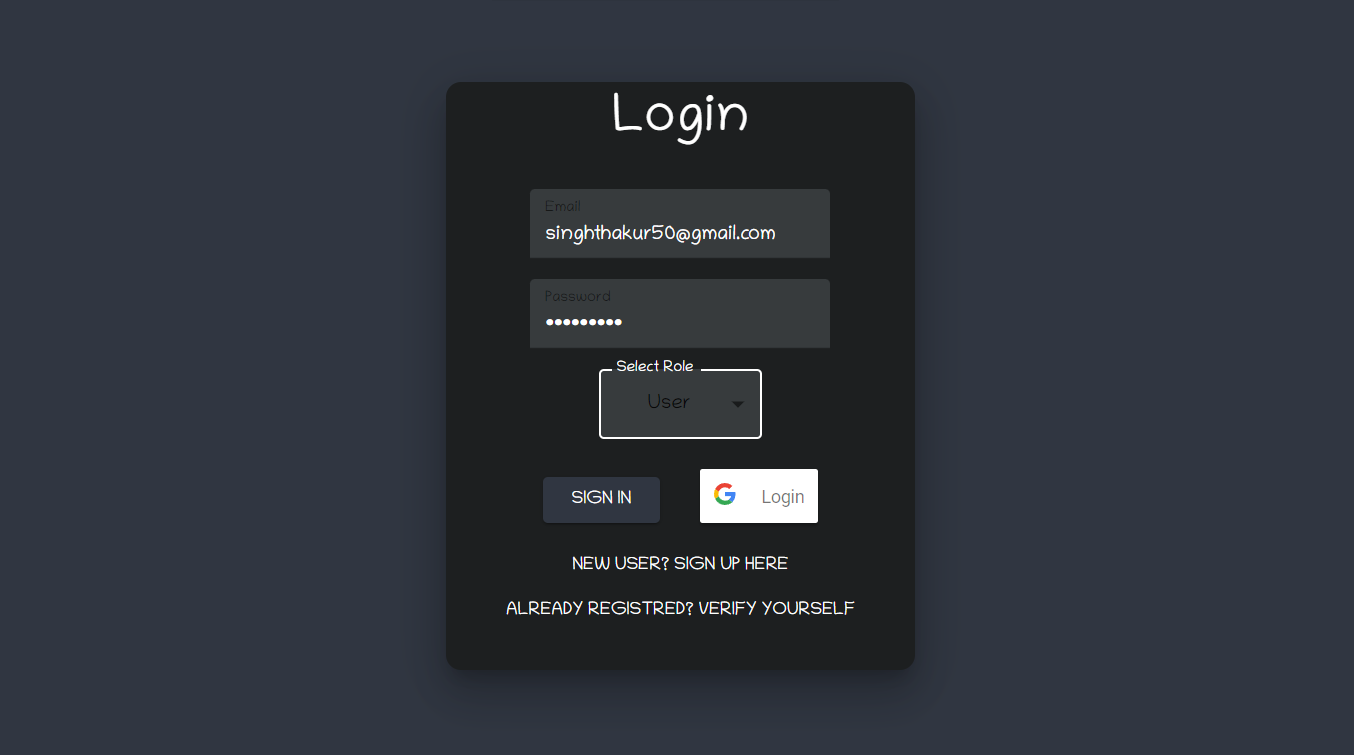 Login
Email
singhthakur50@gmail.com
Password
•••••••••
Select Role
User
SIGN IN
Login
NEW USER? SIGN UP HERE
ALREADY REGISTRED? VERIFY YOURSELF